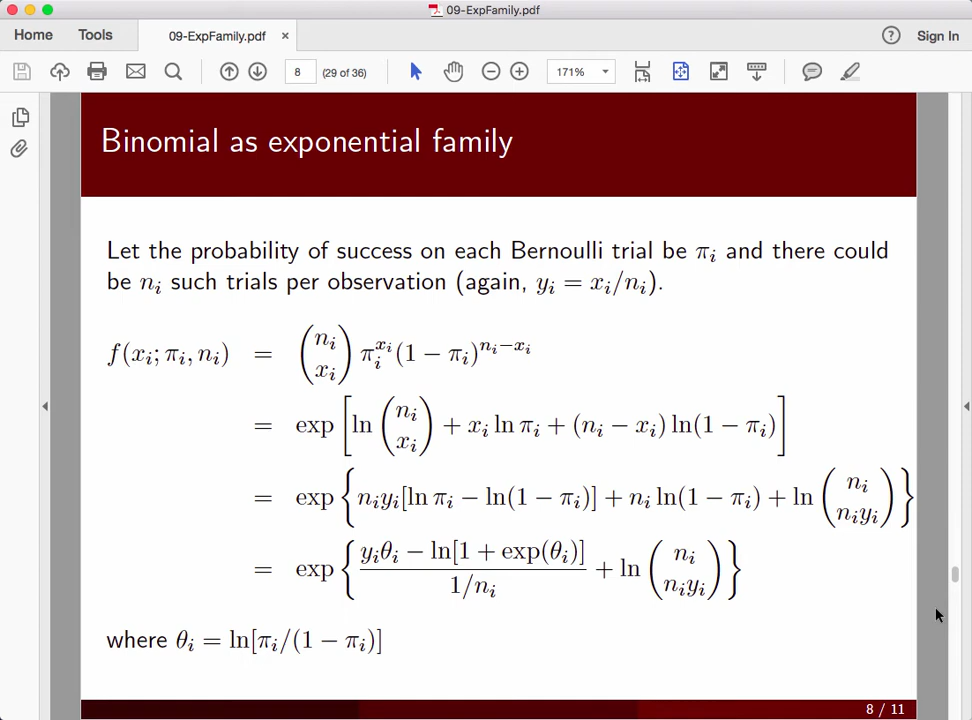 09-ExpFamily.pdf
Home Tools 09-ExpFamily.pdf × ? Sign In
8 (29 of 36) 171%
Binomial as exponential family
Let the probability of success on each Bernoulli trial be πᵢ and there could
be nᵢ such trials per observation (again, yᵢ = xᵢ/nᵢ).
f(xᵢ; πᵢ, nᵢ) = (nᵢ xᵢ) πᵢ^{xᵢ}(1 − πᵢ)^{nᵢ−xᵢ}
= exp [ln (nᵢ xᵢ) + xᵢ ln πᵢ + (nᵢ − xᵢ) ln(1 − πᵢ)]
= exp {nᵢyᵢ[ln πᵢ − ln(1 − πᵢ)] + nᵢ ln(1 − πᵢ) + ln (nᵢ nᵢyᵢ)}
= exp {yᵢθᵢ − ln[1 + exp(θᵢ)] / 1/nᵢ + ln (nᵢ nᵢyᵢ)}
where θᵢ = ln[πᵢ/(1 − πᵢ)]
8 / 11